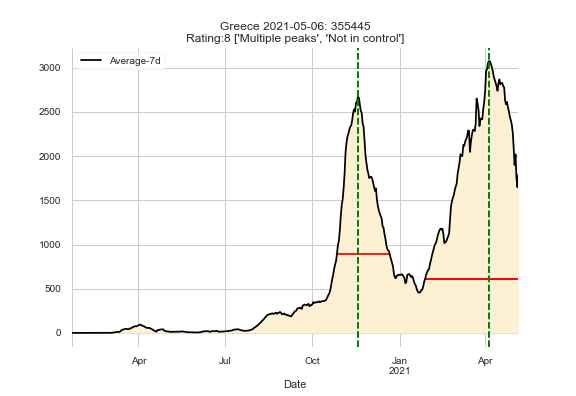 Greece 2021-05-06: 355445
Rating:8 ['Multiple peaks', 'Not in control']
Average-7d
3000
2500
2000
1500
1000
500
0
Apr Jul Oct Jan Apr
2021
Date